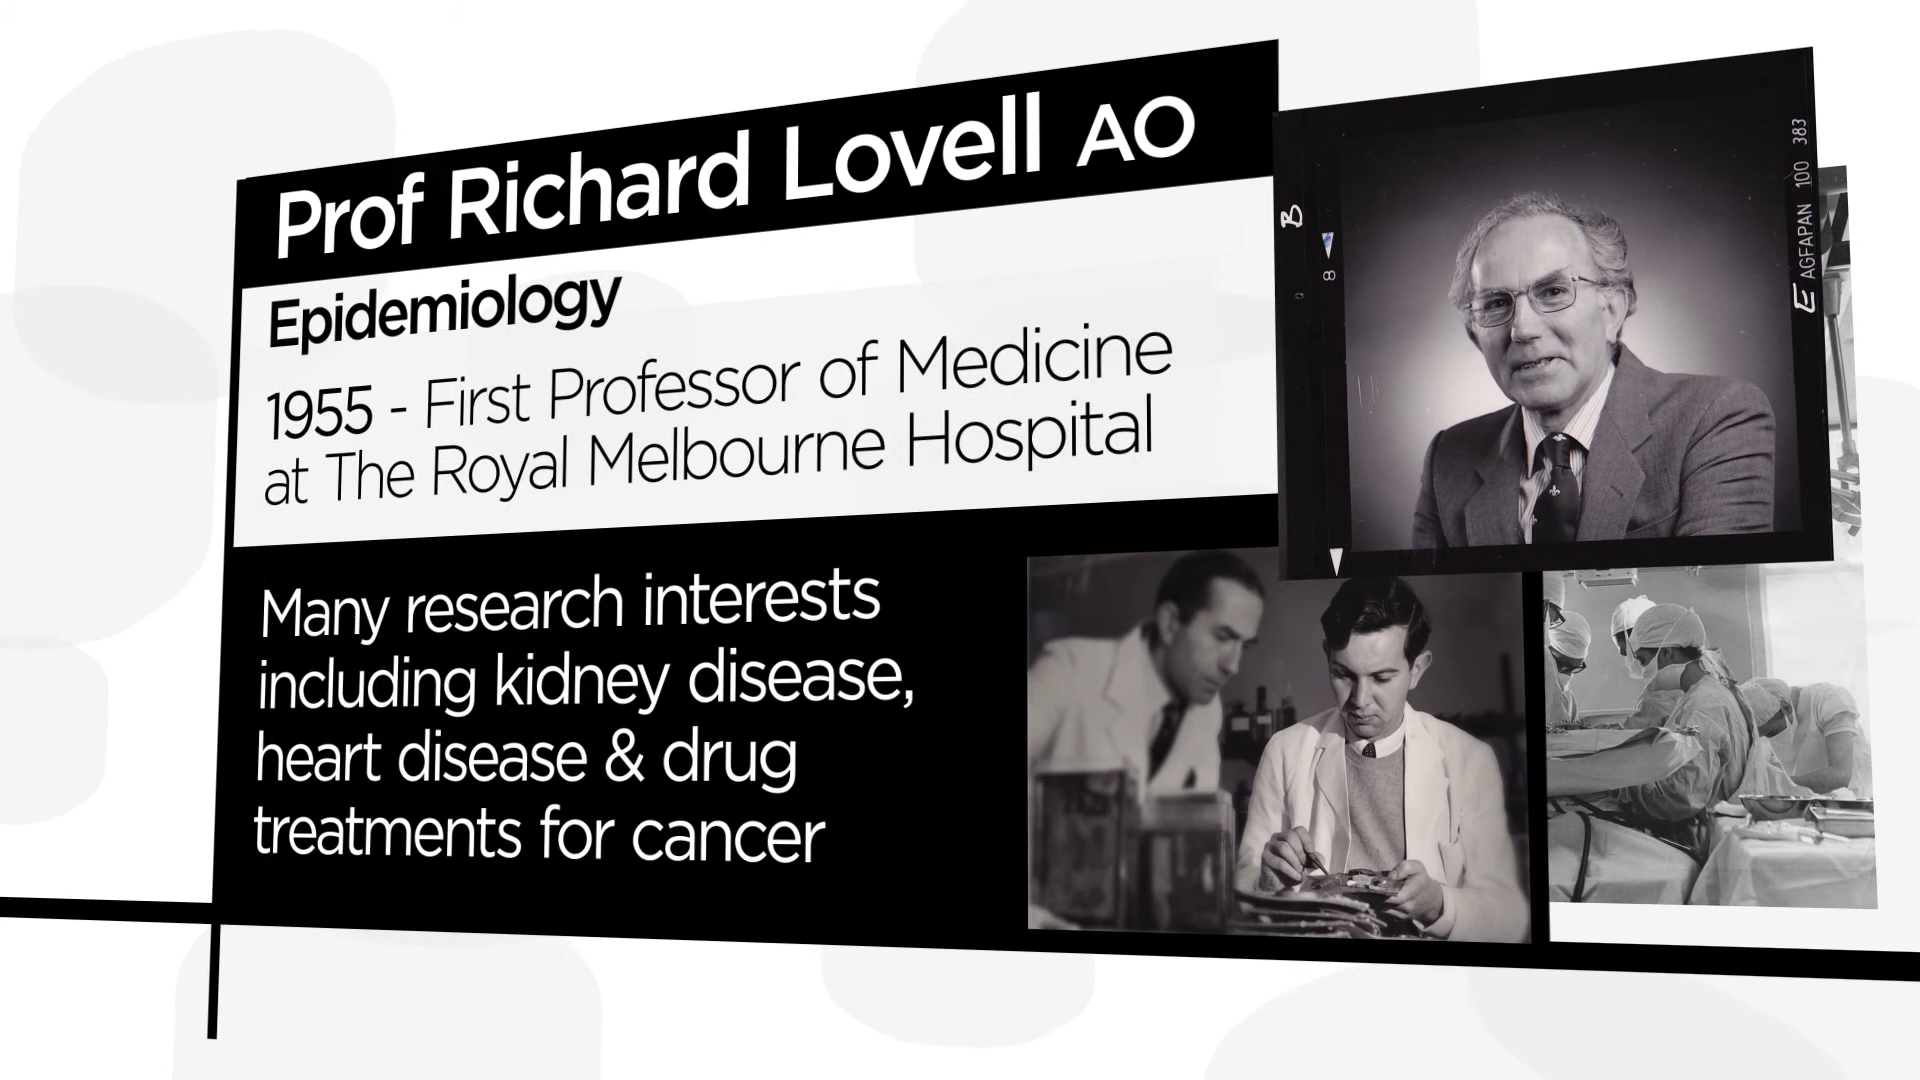 Prof Richard Lovell AO
Epidemiology
1955 - First Professor of Medicine
at The Royal Melbourne Hospital
Many research interests
including kidney disease,
heart disease & drug
treatments for cancer
B
8
E AGFAPAN 100 383